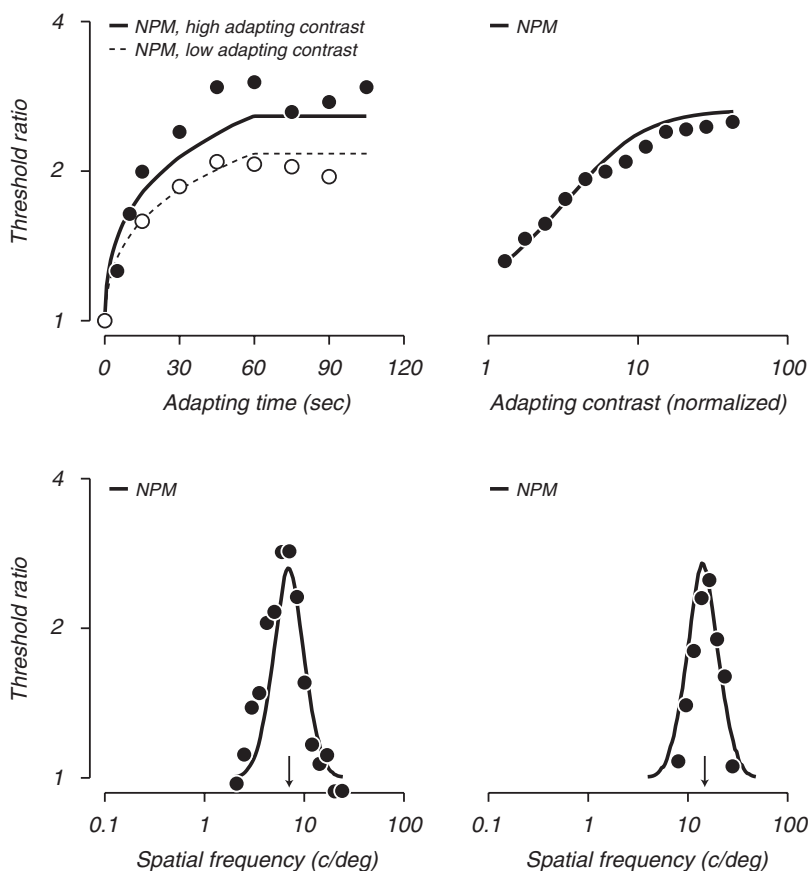 NPM, high adapting contrast
NPM, low adapting contrast
4
2
1
Threshold ratio
0 30 60 90 120
Adapting time (sec)
NPM
1 10 100
Adapting contrast (normalized)
NPM
4
2
1
Threshold ratio
0.1 1 10 100
Spatial frequency (c/deg)
NPM
0.1 1 10 100
Spatial frequency (c/deg)